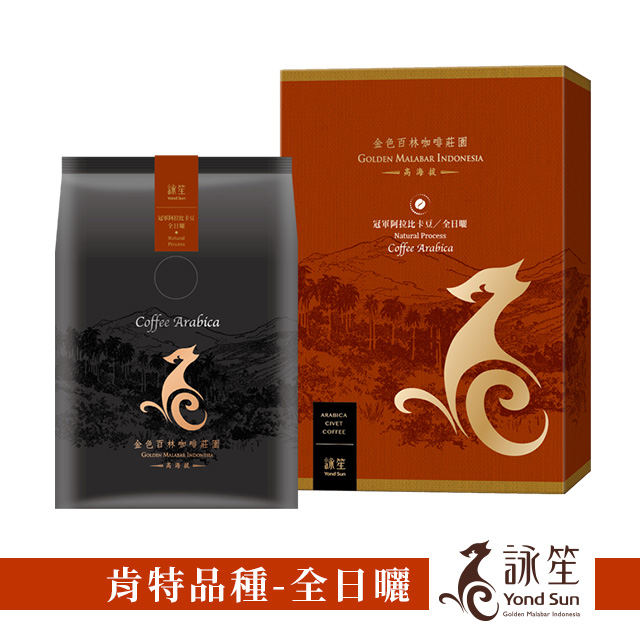 詠笙
Yond Sun
冠軍阿拉比卡豆
全日曬
Natural
Process
Coffee Arabica
金色百林咖啡莊園
GOLDEN MALABAR INDONESIA
高海拔
金色百林咖啡莊園
GOLDEN MALABAR INDONESIA
高海拔
冠軍阿拉比卡豆／全日曬
Natural Process
Coffee Arabica
ARABICA
CIVET
COFFEE
詠笙
Yond Sun
肯特品種-全日曬
詠笙
Yond Sun
Golden Malabar Indonesia